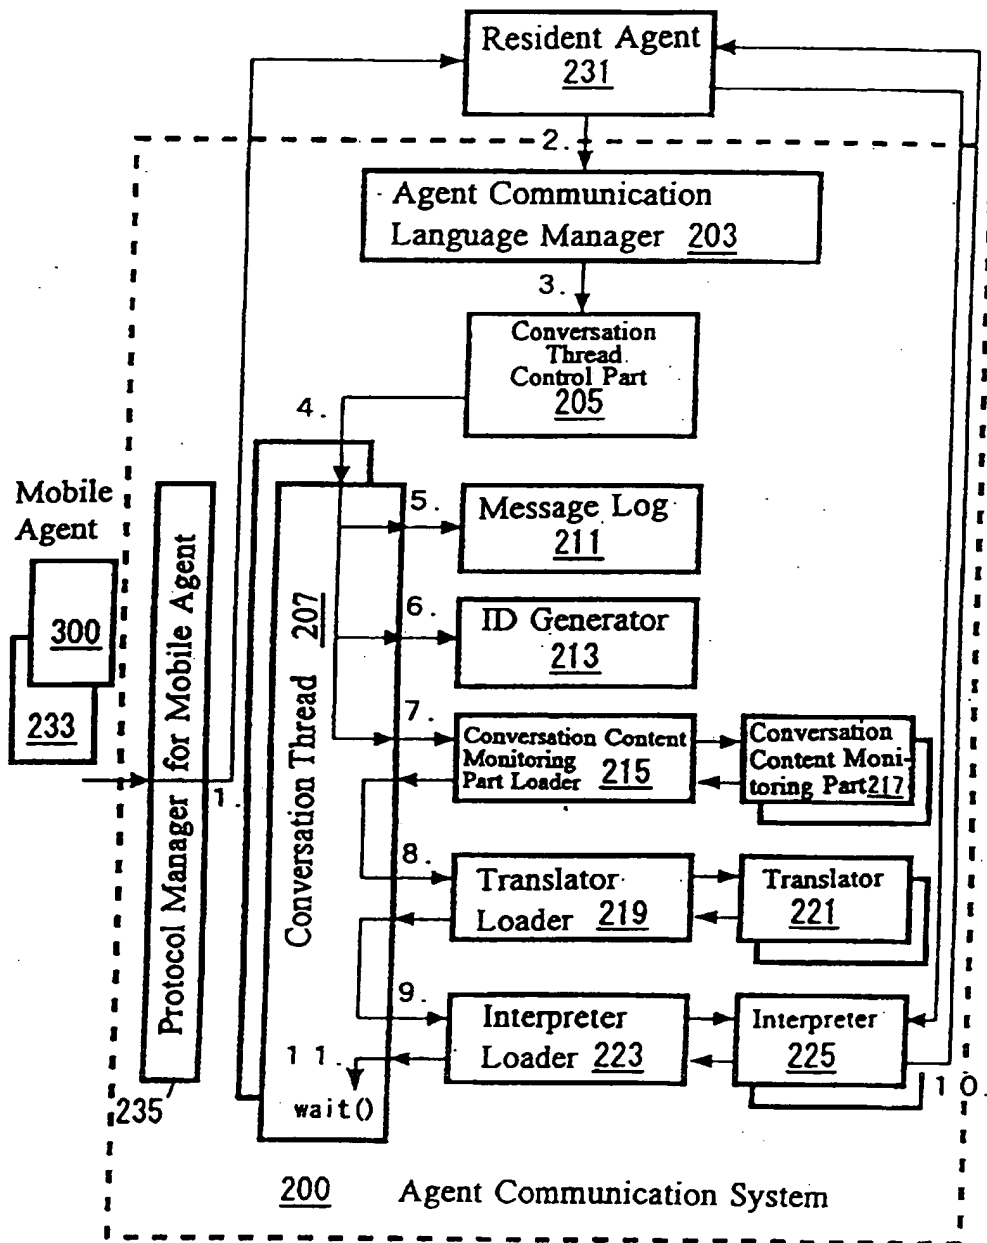 Resident Agent
231
2.
Agent Communication
Language Manager 203
3.
Conversation
Thread
Control Part
205
4.
Mobile
Agent
300
233
Protocol Manager for Mobile Agent
235
1.
Conversation Thread 207
5.
Message Log
211
6.
ID Generator
213
7.
Conversation Content
Monitoring
Part Loader 215
Conversation
Content Moni-
toring Part217
8.
Translator
Loader 219
Translator
221
9.
Interpreter
Loader 223
Interpreter
225
10.
11.
wait()
200 Agent Communication System